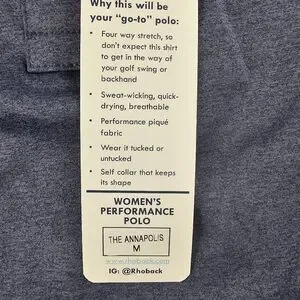 Why this will be
your "go-to" polo:
• Four way stretch, so
don't expect this shirt
to get in the way of
your golf swing or
backhand
• Sweat-wicking, quick-
drying, breathable
• Performance piqué
fabric
• Wear it tucked or
untucked
• Self collar that keeps
its shape
WOMEN'S
PERFORMANCE
POLO
THE ANNAPOLIS
M
www.rhoback.com
IG: @Rhoback